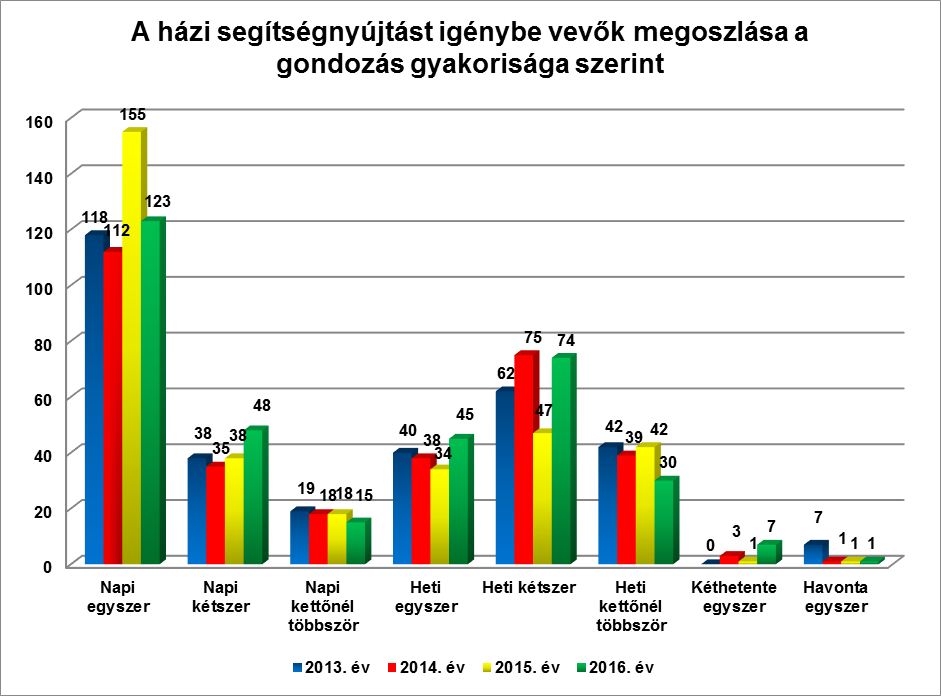 A házi segítségnyújtást igénybe vevők megoszlása a
gondozás gyakorisága szerint
160
140
120
100
80
60
40
20
0
118
112
155
123
38
35
38
48
19
18
18
15
40
38
34
45
62
75
47
74
42
39
42
30
0
3
1
7
7
1
1
1
Napi
egyszer
Napi
kétszer
Napi
kettőnél
többször
Heti
egyszer
Heti kétszer
Heti
kettőnél
többször
Kéthetente
egyszer
Havonta
egyszer
2013. év
2014. év
2015. év
2016. év